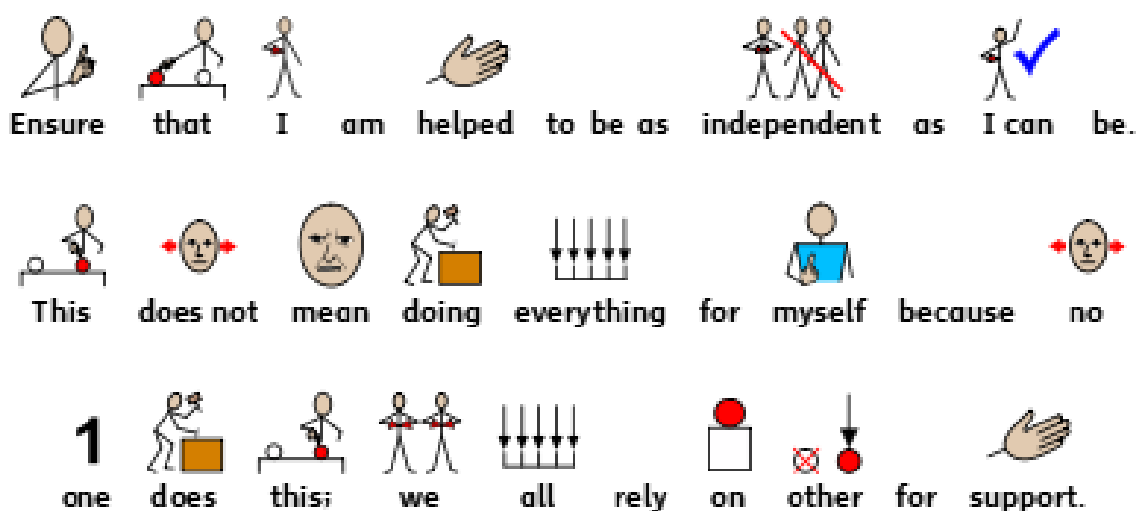 Ensure that I am helped to be as independent as I can be.
This does not mean doing everything for myself because no
1 one does this; we all rely on other for support.